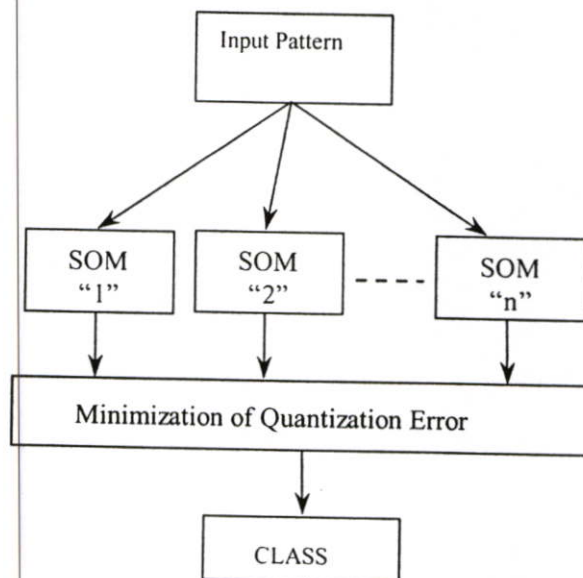 Input Pattern
SOM
“1”
SOM
“2”
SOM
“n”
Minimization of Quantization Error
CLASS